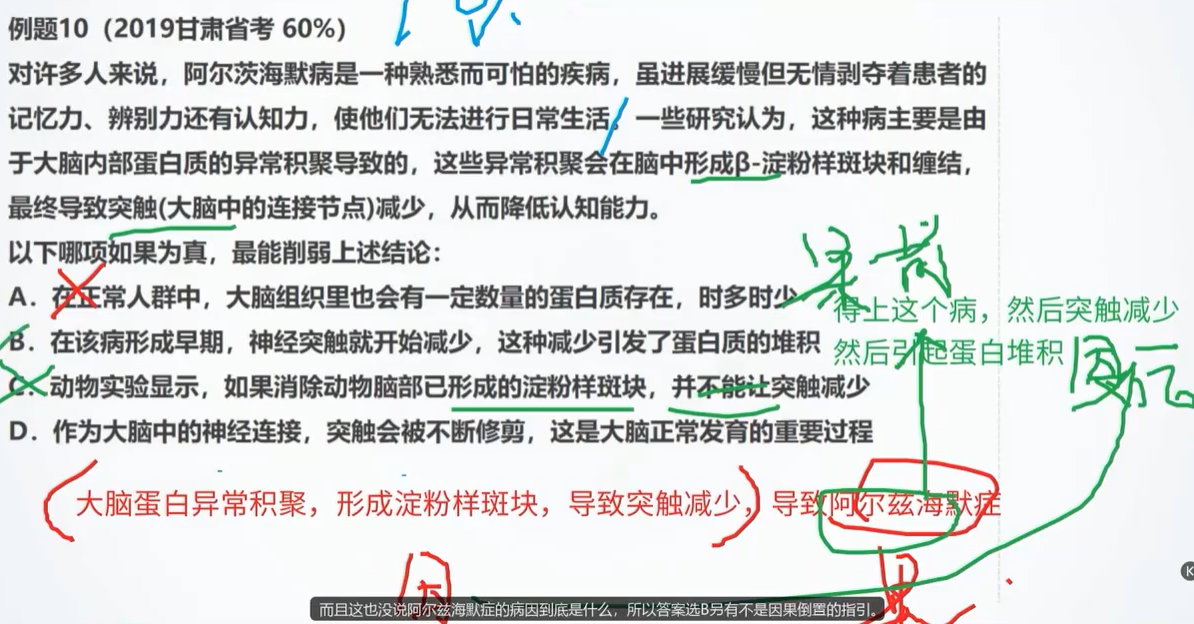 例题10（2019甘肃省考 60%）
对许多人来说，阿尔茨海默病是一种熟悉而可怕的疾病，虽进展缓慢但无情剥夺着患者的
记忆力、辨别力还有认知力，使他们无法进行日常生活。一些研究认为，这种病主要是由
于大脑内部蛋白质的异常积聚导致的，这些异常积聚会在脑中形成β-淀粉样斑块和缠结，
最终导致突触(大脑中的连接节点)减少，从而降低认知能力。
以下哪项如果为真，最能削弱上述结论：
A．在正常人群中，大脑组织里也会有一定数量的蛋白质存在，时多时少
B．在该病形成早期，神经突触就开始减少，这种减少引发了蛋白质的堆积
C．动物实验显示，如果消除动物脑部已形成的淀粉样斑块，并不能让突触减少
D．作为大脑中的神经连接，突触会被不断修剪，这是大脑正常发育的重要过程
果前
得上这个病，然后突触减少
然后引起蛋白堆积
因后
大脑蛋白异常积聚，形成淀粉样斑块，导致突触减少，导致阿尔兹海默症
因
果
而且这也没说阿尔兹海默症的病因到底是什么，所以答案选B另有不是因果倒置的指引。
K